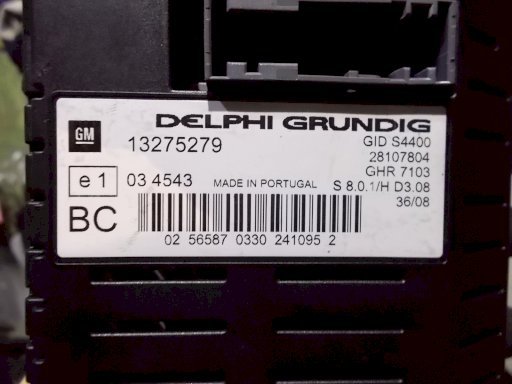 DELPHI GRUNDIG
GM
13275279
GID S4400
28107804
GHR 7103
e 1
03 4543
MADE IN PORTUGAL
S 8.0.1/H D3.08
36/08
BC
02 56587 0330 241095 2